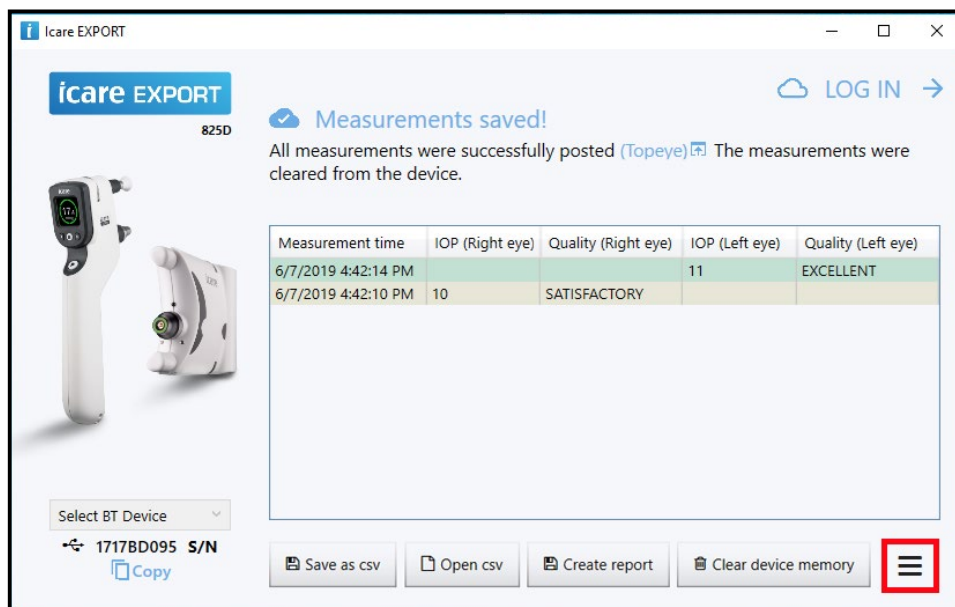 Icare EXPORT
icare EXPORT
825D
LOG IN
Measurements saved!
All measurements were successfully posted (Topeye) The measurements were
cleared from the device.
Measurement time IOP (Right eye) Quality (Right eye) IOP (Left eye) Quality (Left eye)
6/7/2019 4:42:14 PM 11 EXCELLENT
6/7/2019 4:42:10 PM 10 SATISFACTORY
Select BT Device
1717BD095 S/N
Copy
Save as csv Open csv Create report Clear device memory